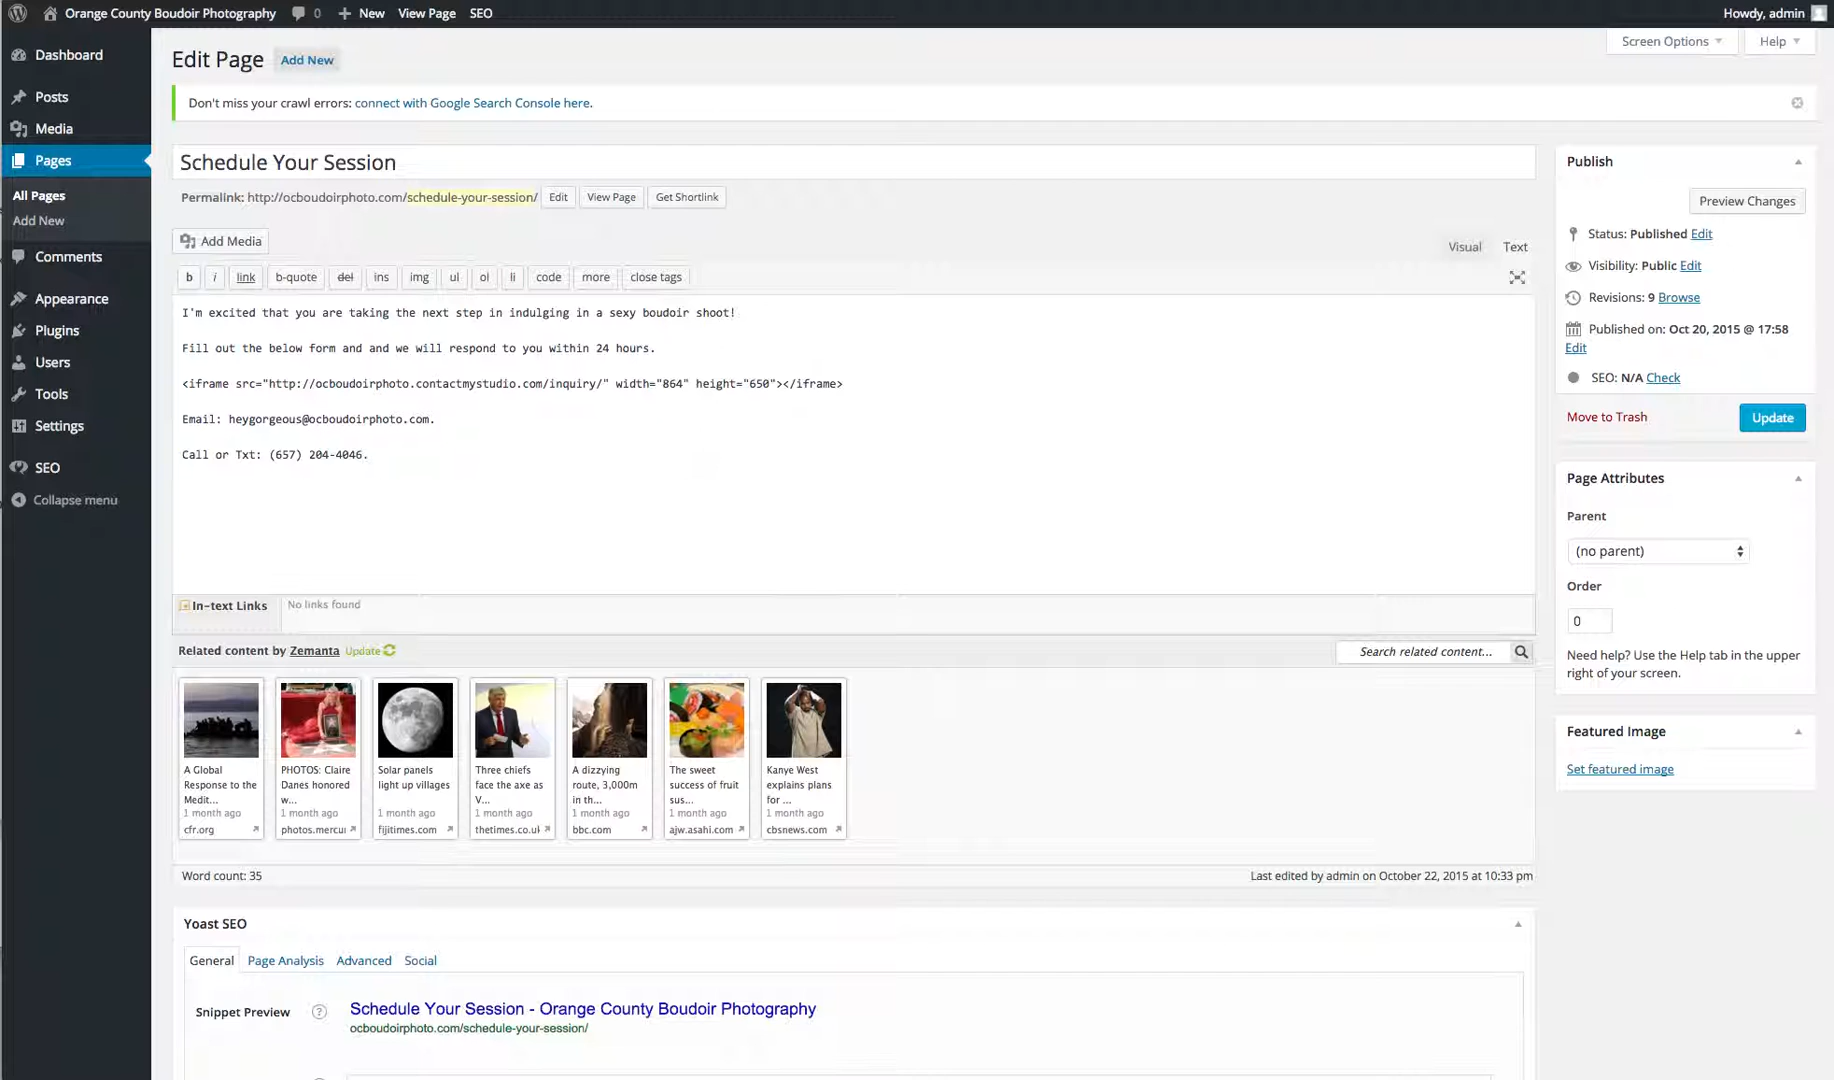 Orange County Boudoir Photography 0 New View Page SEO Howdy, admin
Screen Options Help
Dashboard
Posts
Media
Pages
All Pages
Add New
Comments
Appearance
Plugins
Users
Tools
Settings
SEO
Collapse menu
Edit Page Add New
Don't miss your crawl errors: connect with Google Search Console here.
Schedule Your Session
Permalink: http://ocboudoirphoto.com/schedule-your-session/ Edit View Page Get Shortlink
Add Media Visual Text
b i link b-quote del ins img ul ol li code more close tags
I'm excited that you are taking the next step in indulging in a sexy boudoir shoot!
Fill out the below form and and we will respond to you within 24 hours.
<iframe src="http://ocboudoirphoto.contactmystudio.com/inquiry/" width="864" height="650"></iframe>
Email: heygorgeous@ocboudoirphoto.com.
Call or Txt: (657) 204-4046.
In-text Links No links found
Related content by Zemanta Update Search related content...
A Global
Response to the
Medit...
1 month ago
cfr.org
PHOTOS: Claire
Danes honored
w...
1 month ago
photos.mercu
Solar panels
light up villages
1 month ago
fijitimes.com
Three chiefs
face the axe as
V...
1 month ago
thetimes.co.uk
A dizzying
route, 3,000m
in th...
1 month ago
bbc.com
The sweet
success of fruit
sus...
1 month ago
ajw.asahi.com
Kanye West
explains plans
for ...
1 month ago
cbsnews.com
Word count: 35 Last edited by admin on October 22, 2015 at 10:33 pm
Yoast SEO
General Page Analysis Advanced Social
Snippet Preview ? Schedule Your Session - Orange County Boudoir Photography
ocboudoirphoto.com/schedule-your-session/
Publish
Preview Changes
Status: Published Edit
Visibility: Public Edit
Revisions: 9 Browse
Published on: Oct 20, 2015 @ 17:58
Edit
SEO: N/A Check
Move to Trash Update
Page Attributes
Parent
(no parent)
Order
0
Need help? Use the Help tab in the upper
right of your screen.
Featured Image
Set featured image